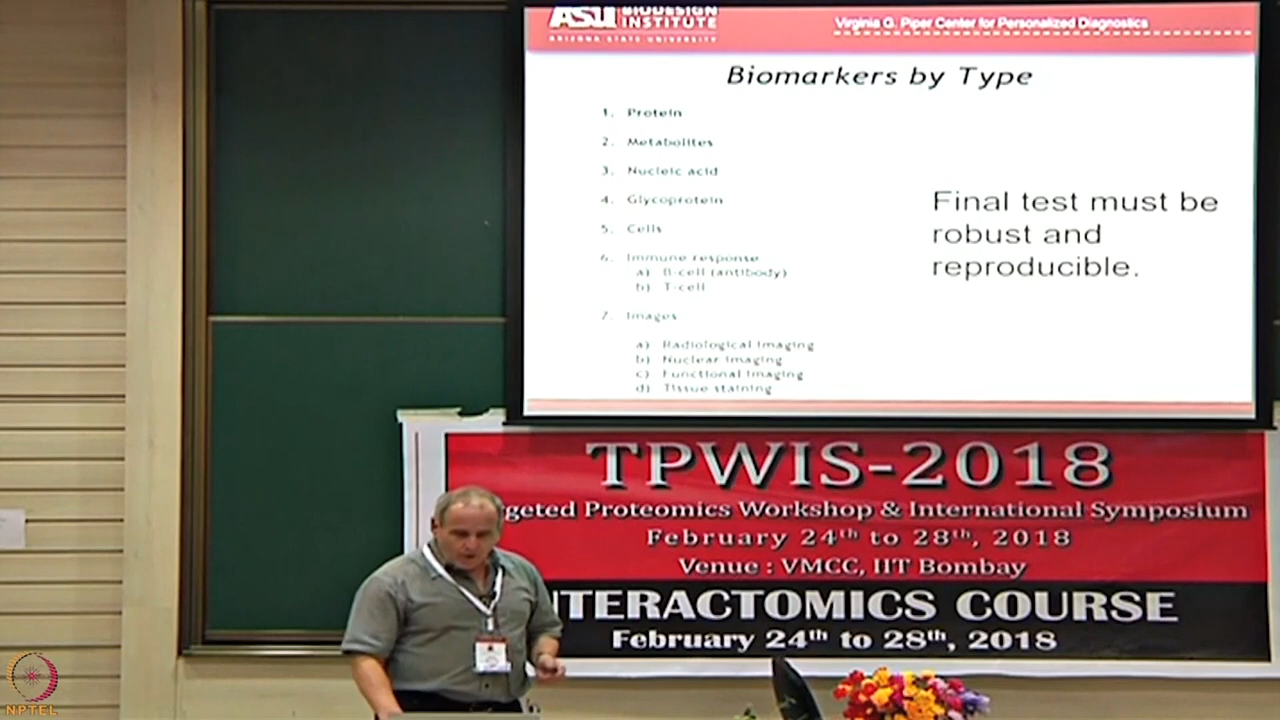 ASU BIODESIGN INSTITUTE
ARIZONA STATE UNIVERSITY
Virginia G. Piper Center for Personalized Diagnostics
Biomarkers by Type
1. Protein
2. Metabolites
3. Nucleic acid
4. Glycoprotein
5. Cells
6. Immune response
a) B-cell (antibody)
b) T-cell
7. Images
a) Radiological imaging
b) Nuclear imaging
c) Functional imaging
d) Tissue staining
Final test must be
robust and
reproducible.
TPWIS-2018
geted Proteomics Workshop & International Symposium
February 24th to 28th, 2018
Venue : VMCC, IIT Bombay
NTERACTOMICS COURSE
February 24th to 28th, 2018
NPTEL